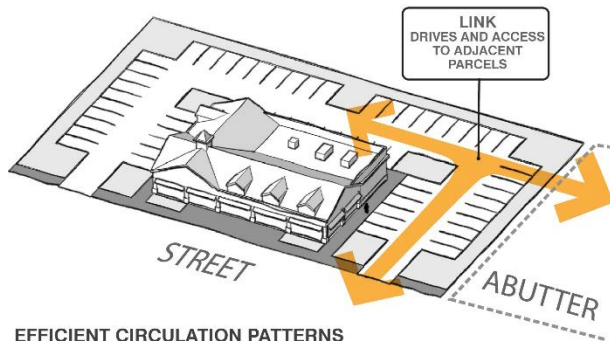 LINK
DRIVES AND ACCESS
TO ADJACENT
PARCELS
STREET
ABUTTER
EFFICIENT CIRCULATION PATTERNS